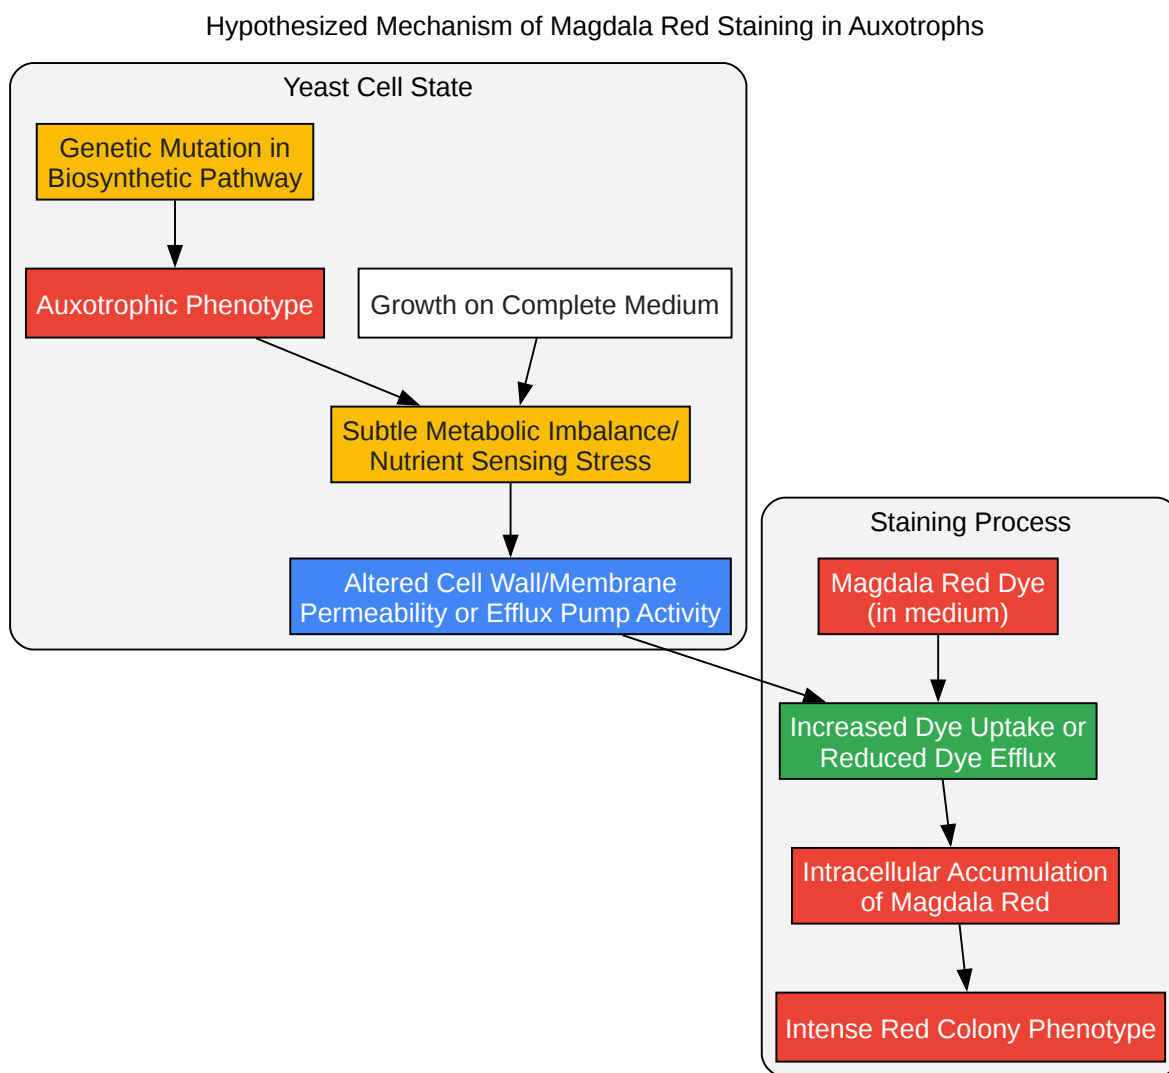 Hypothesized Mechanism of Magdala Red Staining in Auxotrophs
Yeast Cell State
Genetic Mutation in
Biosynthetic Pathway
Auxotrophic Phenotype
Growth on Complete Medium
Subtle Metabolic Imbalance/
Nutrient Sensing Stress
Altered Cell Wall/Membrane
Permeability or Efflux Pump Activity
Staining Process
Magdala Red Dye
(in medium)
Increased Dye Uptake or
Reduced Dye Efflux
Intracellular Accumulation
of Magdala Red
Intense Red Colony Phenotype